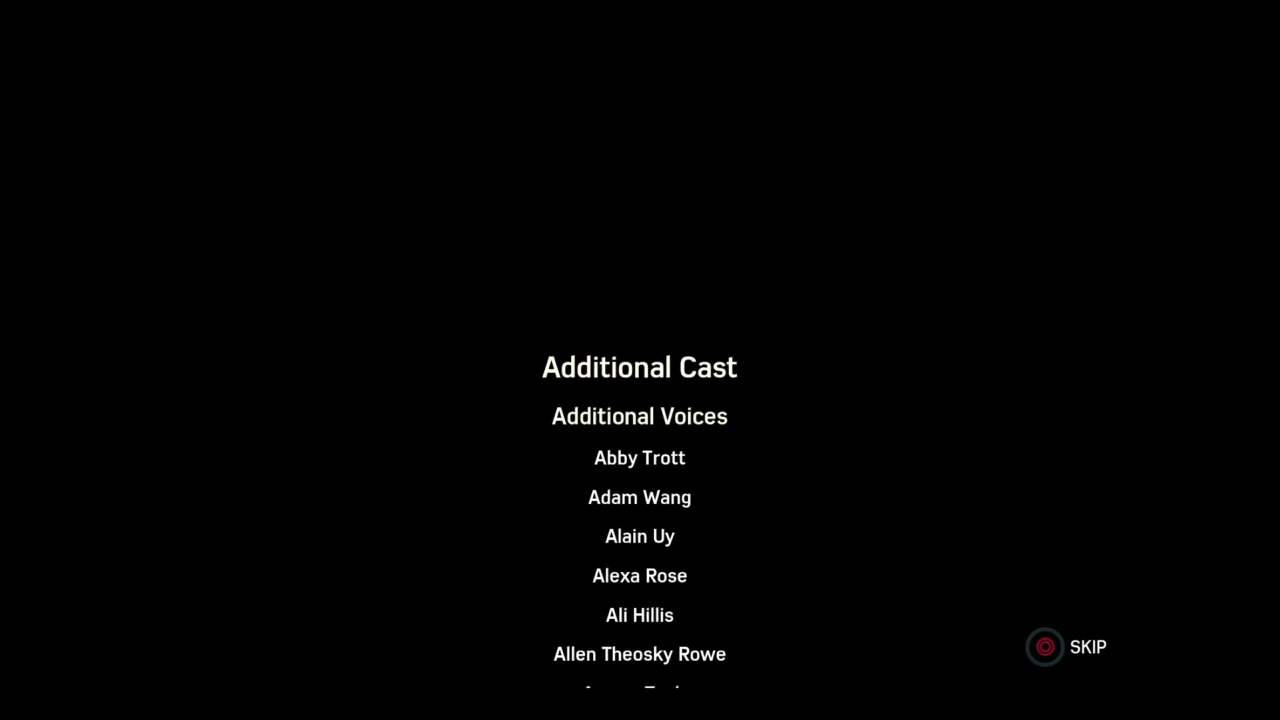 Additional Cast
Additional Voices
Abby Trott
Adam Wang
Alain Uy
Alexa Rose
Ali Hillis
Allen Theosky Rowe
SKIP